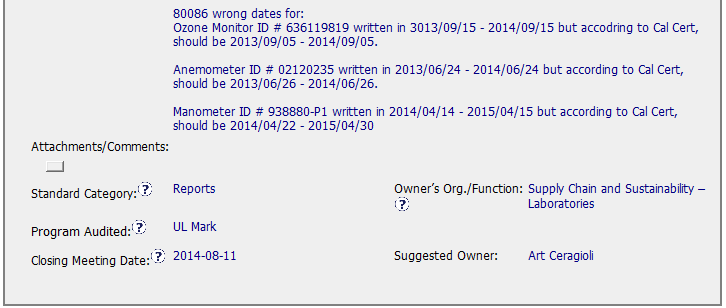 80086 wrong dates for:
Ozone Monitor ID # 636119819 written in 3013/09/15 - 2014/09/15 but accodring to Cal Cert,
should be 2013/09/05 - 2014/09/05.
Anemometer ID # 02120235 written in 2013/06/24 - 2014/06/24 but according to Cal Cert,
should be 2013/06/26 - 2014/06/26.
Manometer ID # 938880-P1 written in 2014/04/14 - 2015/04/15 but according to Cal Cert,
should be 2014/04/22 - 2015/04/30
Attachments/Comments:
Standard Category:? Reports Owner's Org./Function: Supply Chain and Sustainability –
? Laboratories
Program Audited:? UL Mark
Closing Meeting Date:? 2014-08-11 Suggested Owner: Art Ceragioli